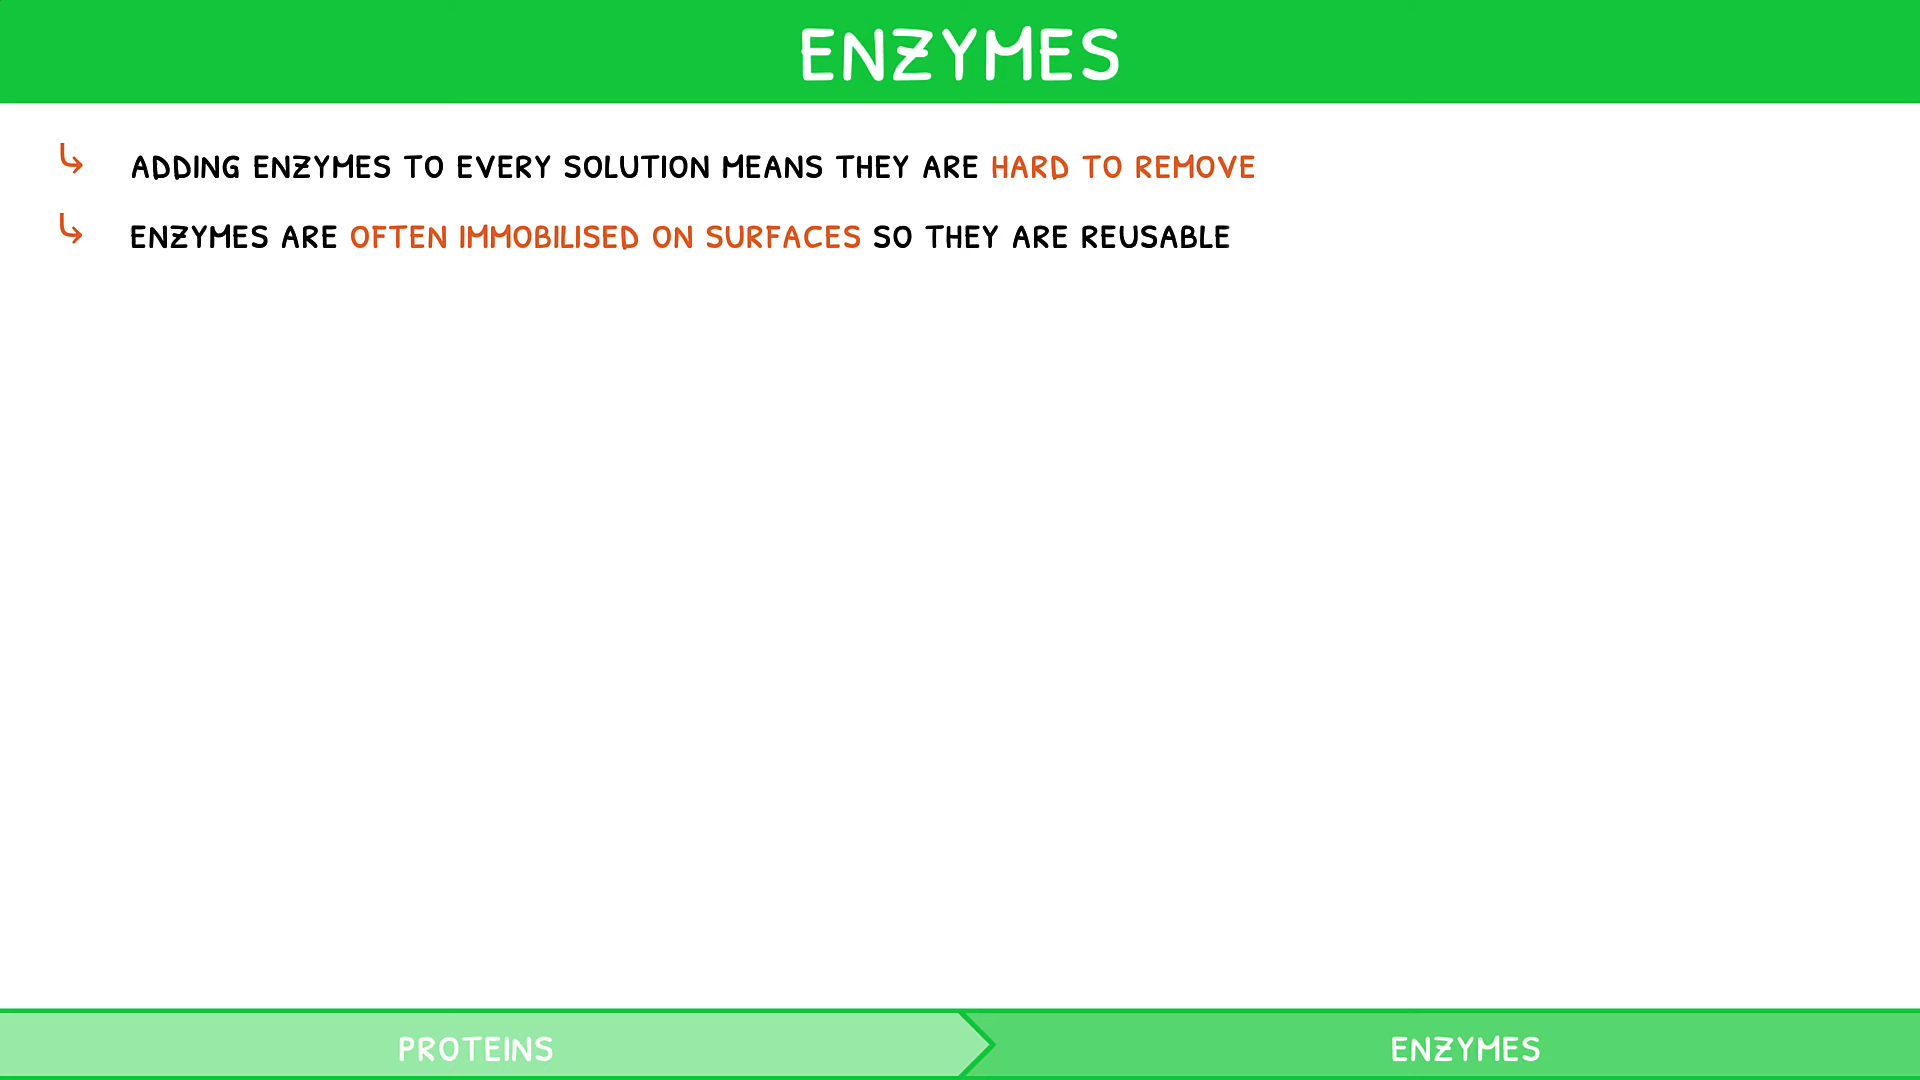 ENZYMES
ADDING ENZYMES TO EVERY SOLUTION MEANS THEY ARE HARD TO REMOVE
ENZYMES ARE OFTEN IMMOBILISED ON SURFACES SO THEY ARE REUSABLE
PROTEINS
ENZYMES